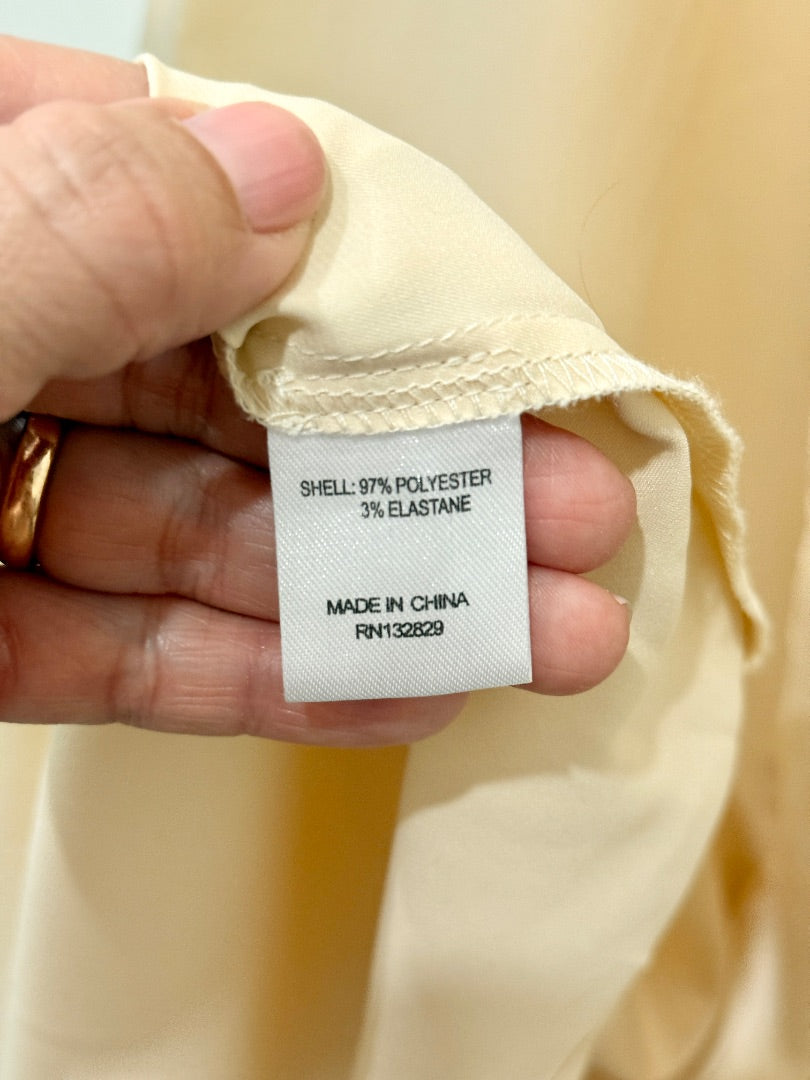 SHELL: 97% POLYESTER
3% ELASTANE
MADE IN CHINA
RN132829